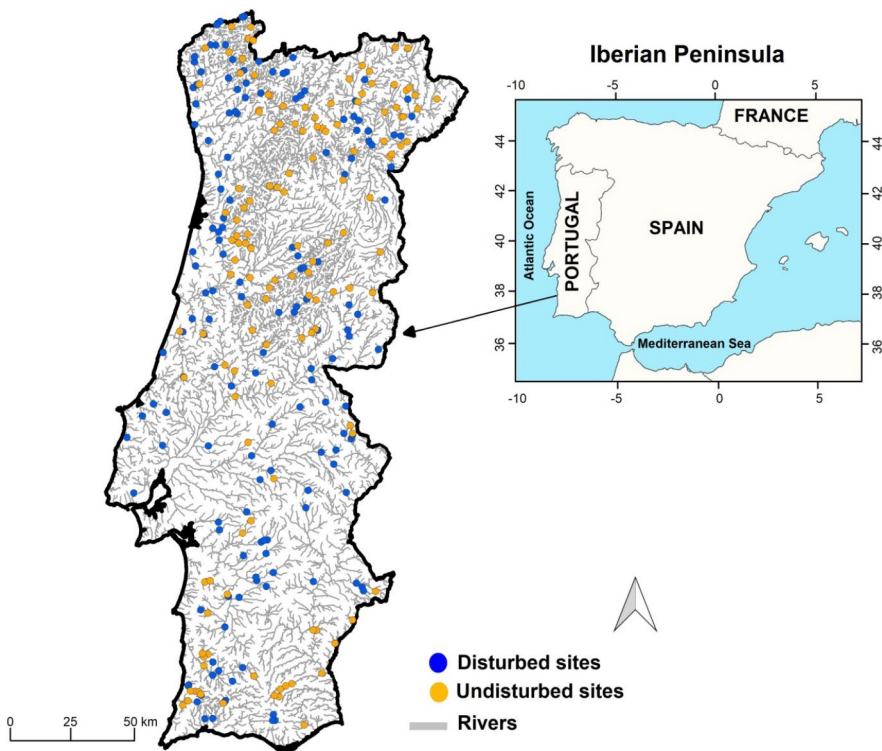 Iberian Peninsula
-10
-5
0
5
FRANCE
44
44
42
42
Atlantic Ocean
PORTUGAL
SPAIN
40
40
38
38
36
36
Mediterranean Sea
-10
-5
0
5
Disturbed sites
Undisturbed sites
Rivers
0 25 50 km